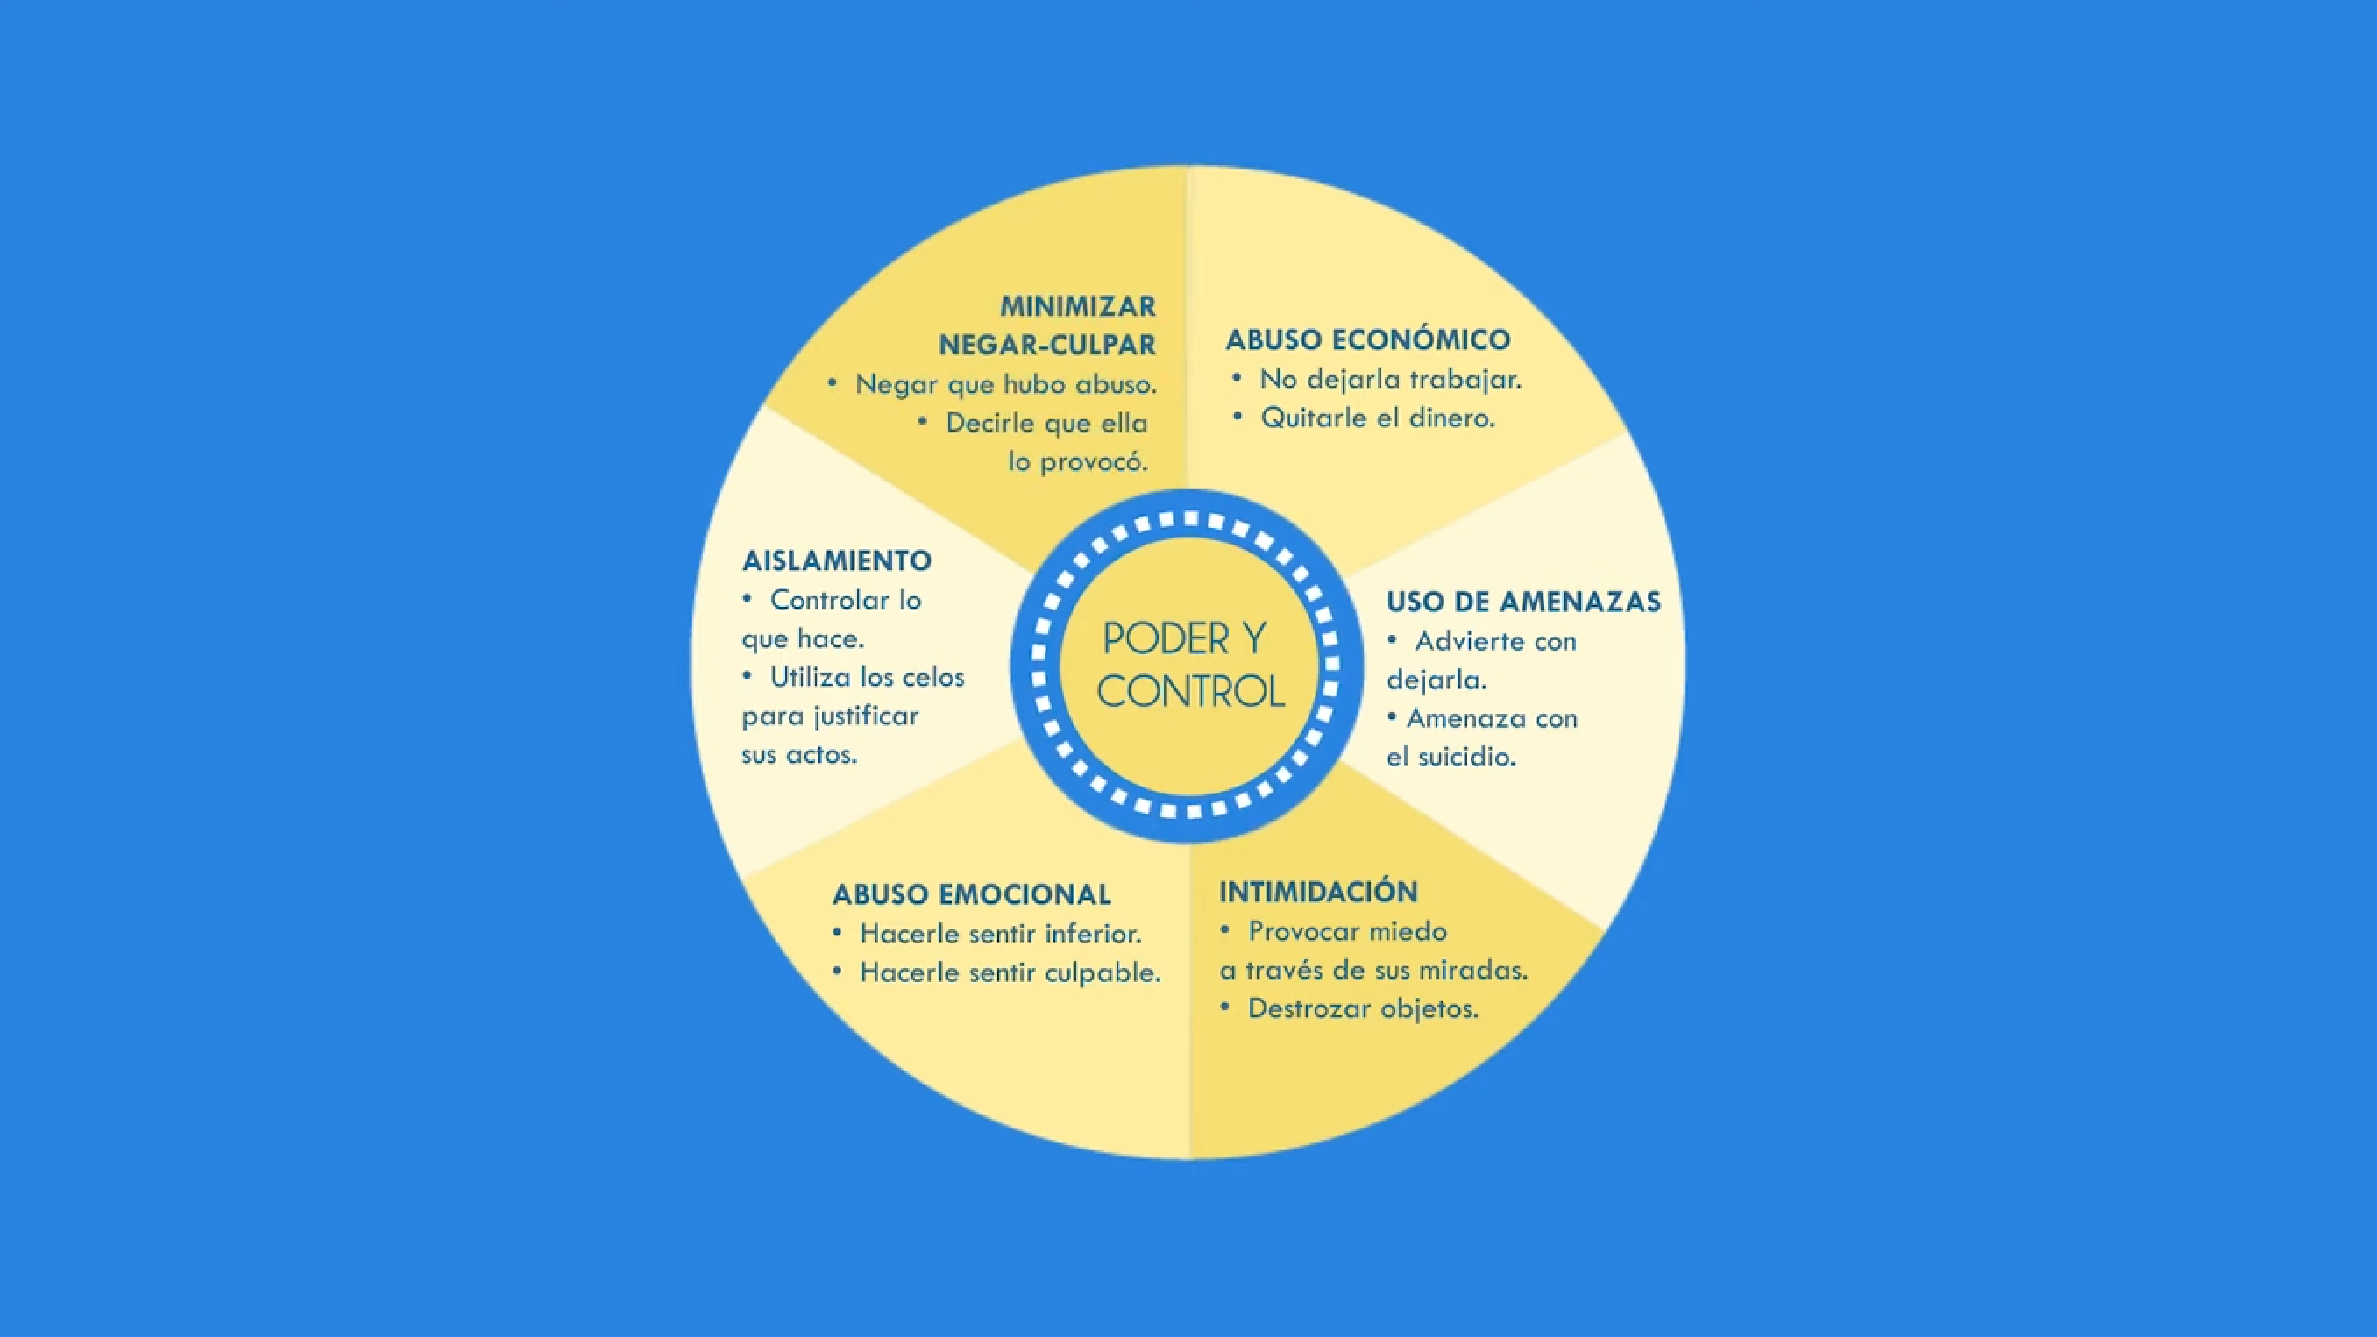 MINIMIZAR
NEGAR-CULPAR
• Negar que hubo abuso.
• Decirle que ella
lo provocó.
ABUSO ECONÓMICO
• No dejarla trabajar.
• Quitarle el dinero.
AISLAMIENTO
• Controlar lo
que hace.
• Utiliza los celos
para justificar
sus actos.
PODER Y
CONTROL
USO DE AMENAZAS
• Advierte con
dejarla.
• Amenaza con
el suicidio.
ABUSO EMOCIONAL
• Hacerle sentir inferior.
• Hacerle sentir culpable.
INTIMIDACIÓN
• Provocar miedo
a través de sus miradas.
• Destrozar objetos.